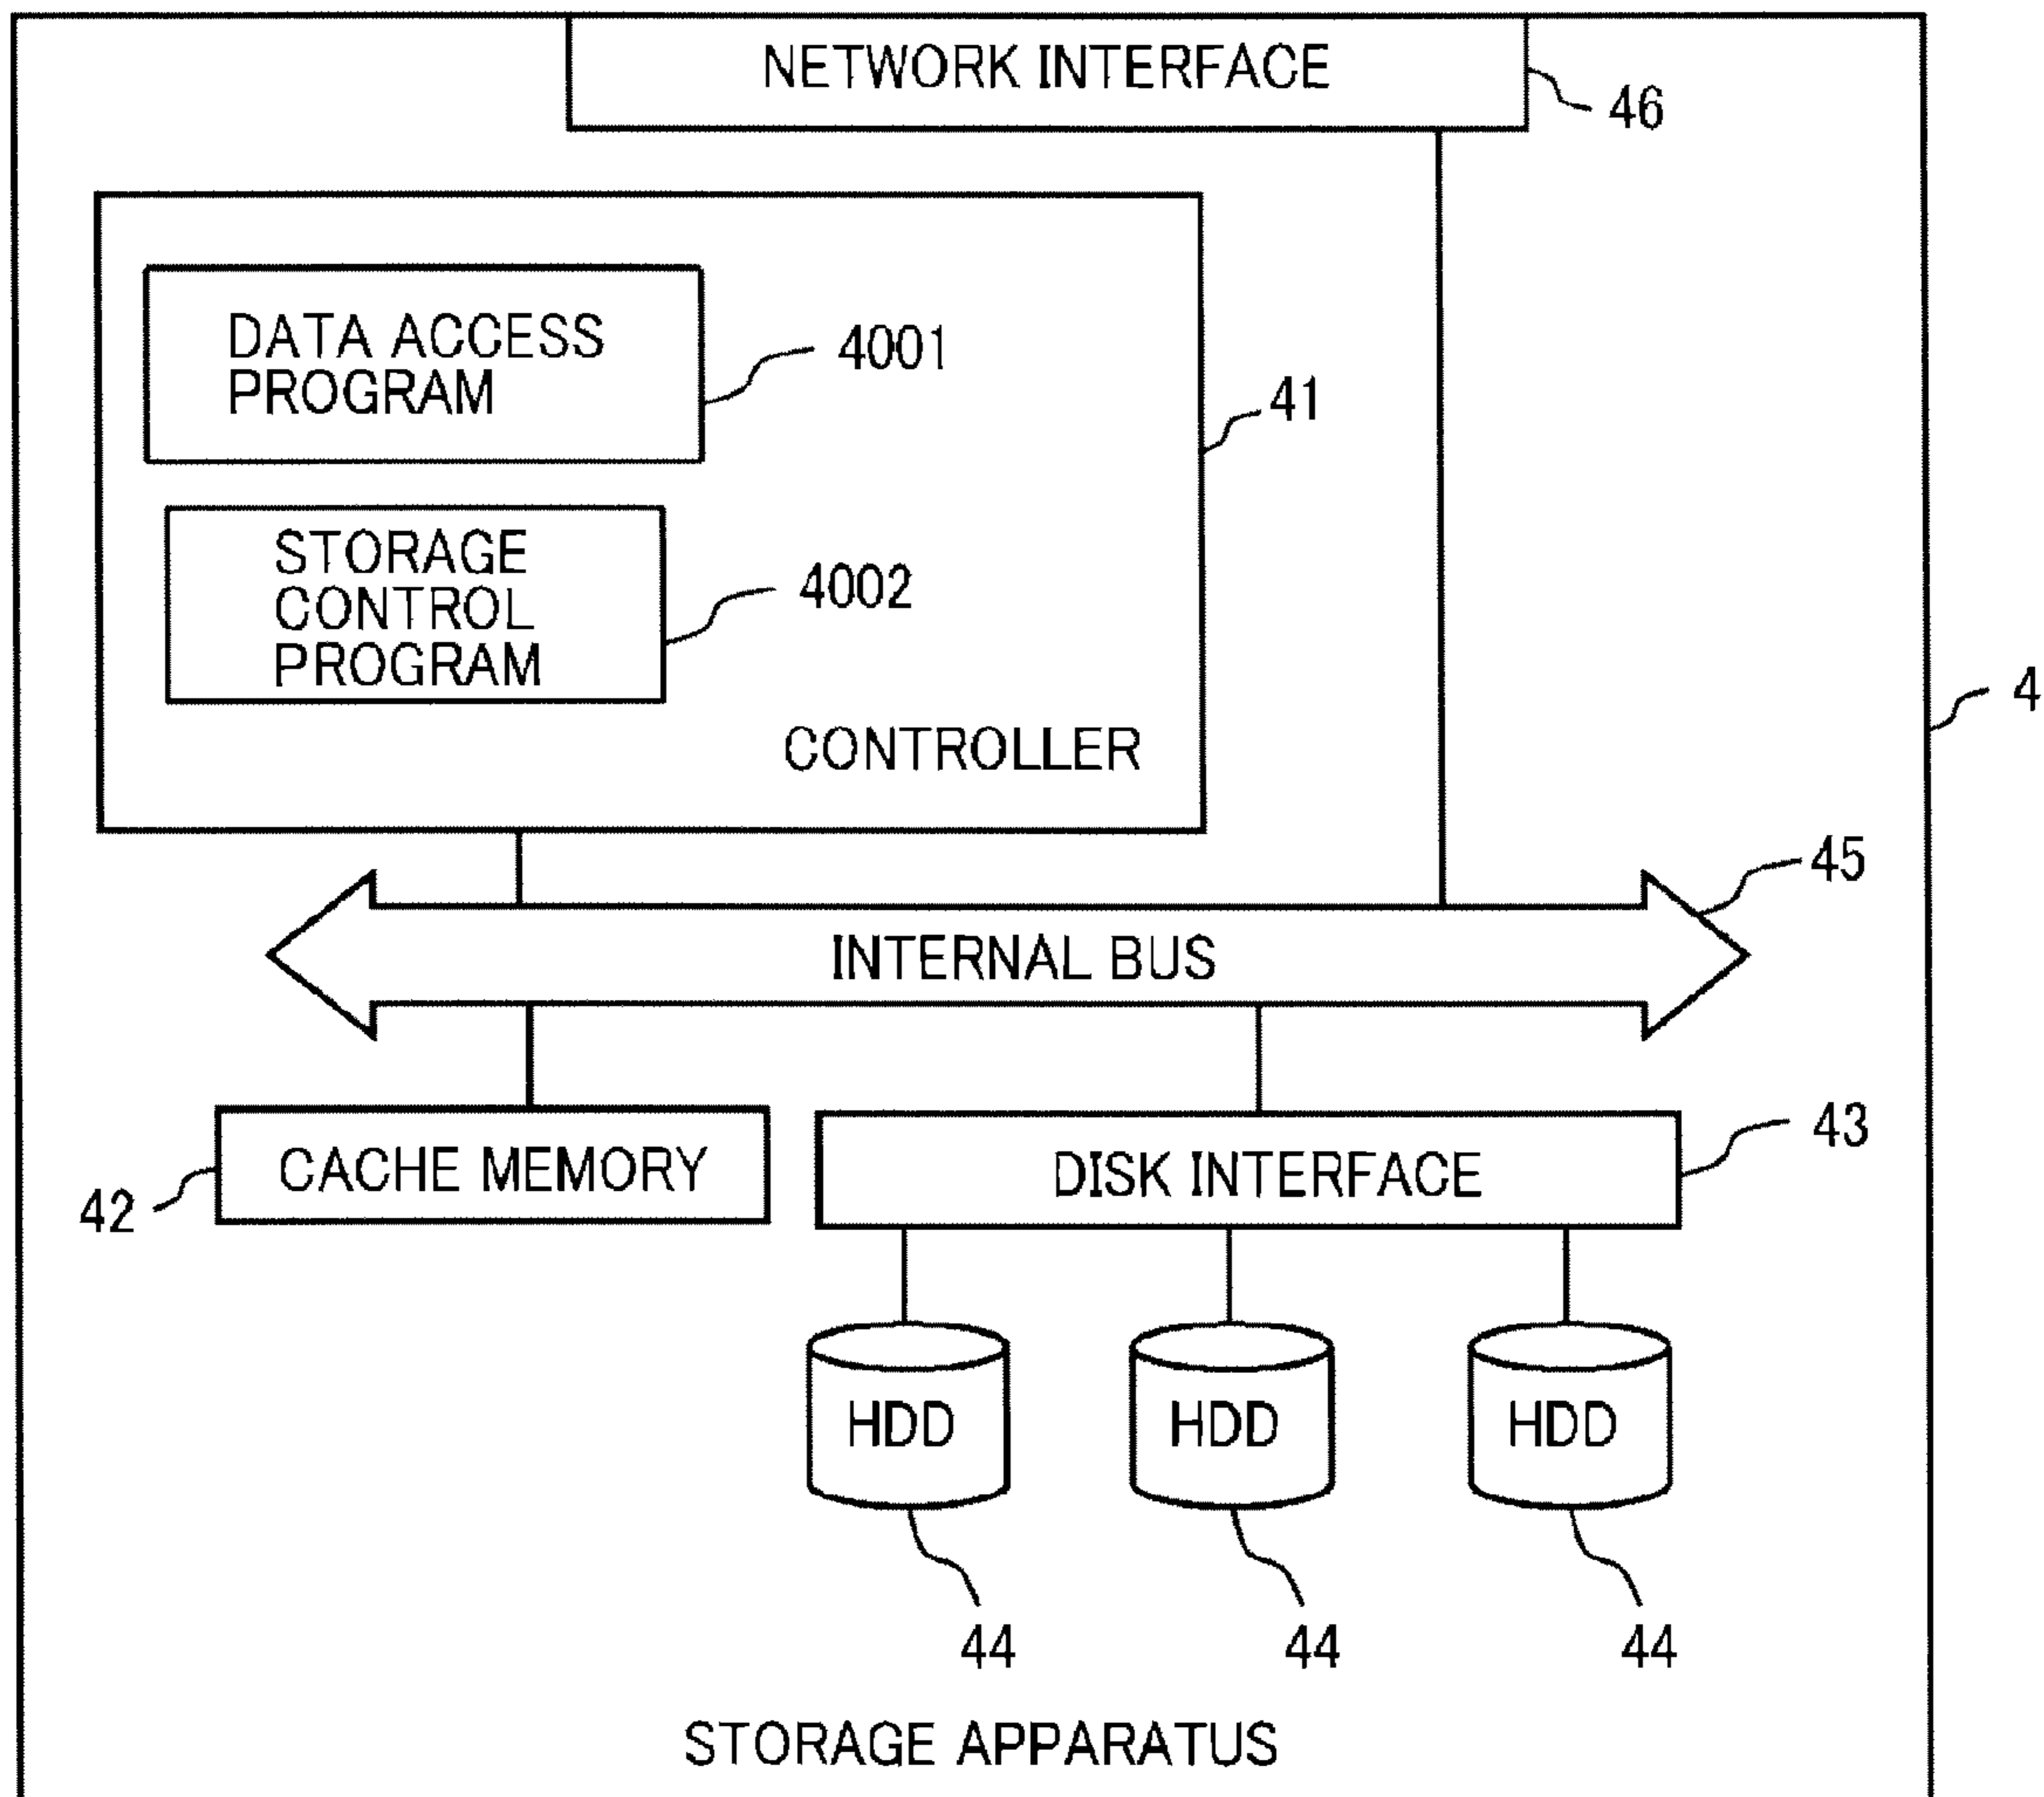 NETWORK INTERFACE
46
DATA ACCESS
PROGRAM
4001
41
STORAGE
CONTROL
PROGRAM
4002
4
CONTROLLER
45
INTERNAL BUS
CACHE MEMORY
42
DISK INTERFACE
43
HDD
HDD
HDD
44
44
44
STORAGE APPARATUS